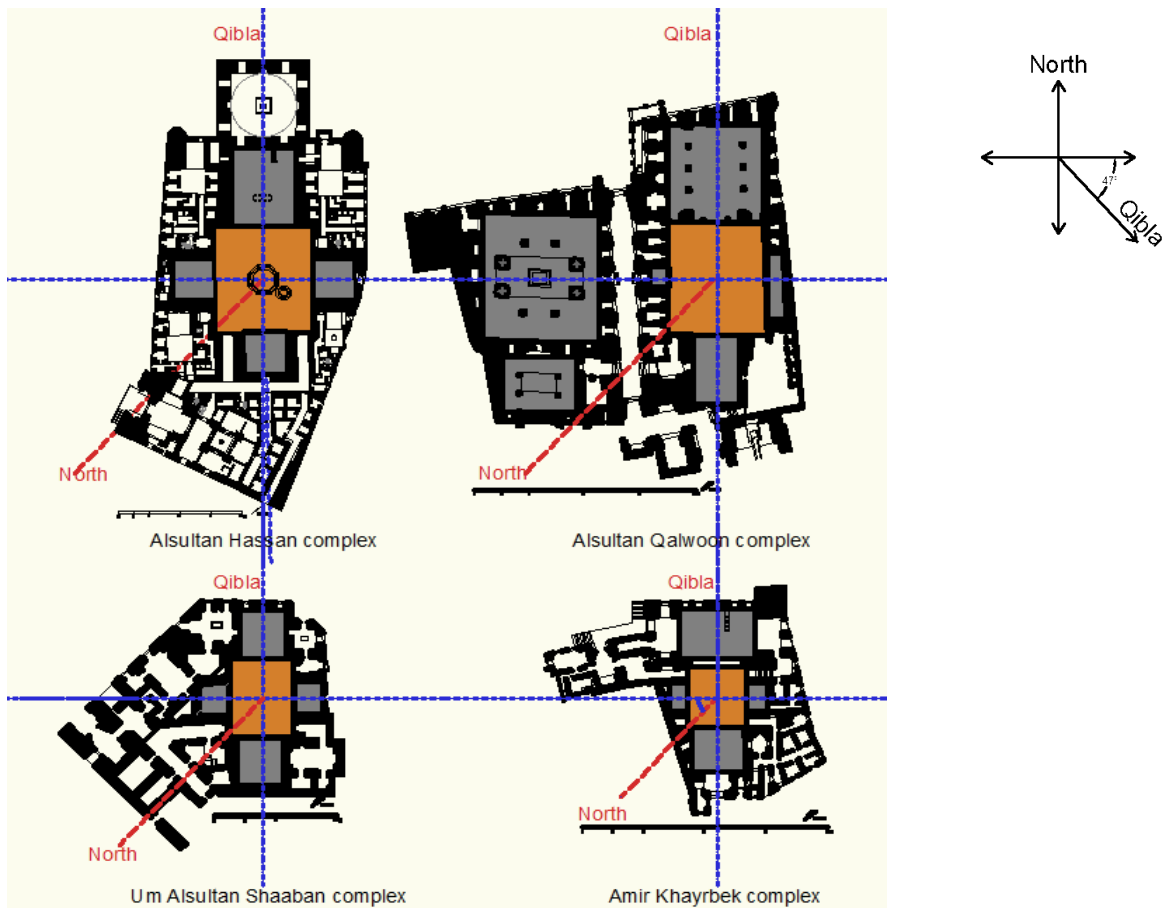 Qibla
Qibla
North
47°
Qibla
North
North
Alsultan Hassan complex
Alsultan Qalwoon complex
Qibla
Qibla
North
North
Um Alsultan Shaaban complex
Amir Khayrbek complex